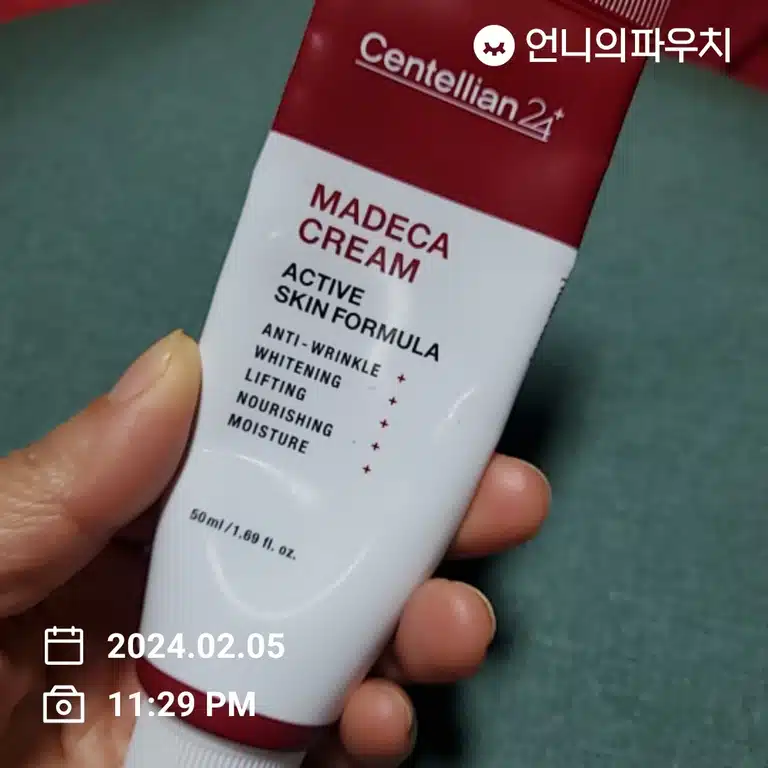 언니의파우치
Centellian24+
MADECA
CREAM
ACTIVE
SKIN FORMULA
ANTI-WRINKLE +
WHITENING +
LIFTING +
NOURISHING +
MOISTURE +
50ml/1.69 fl. oz.
2024.02.05
11:29 PM